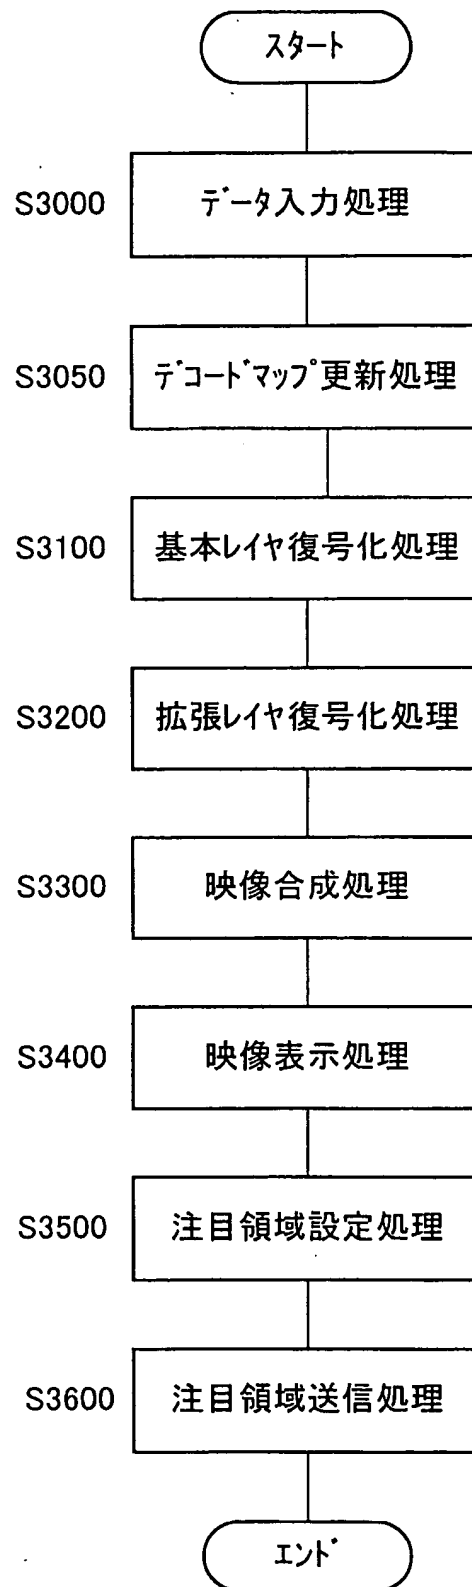 スタート
S3000 データ入力処理
S3050 デコードマップ更新処理
S3100 基本レイヤ復号化処理
S3200 拡張レイヤ復号化処理
S3300 映像合成処理
S3400 映像表示処理
S3500 注目領域設定処理
S3600 注目領域送信処理
エンド